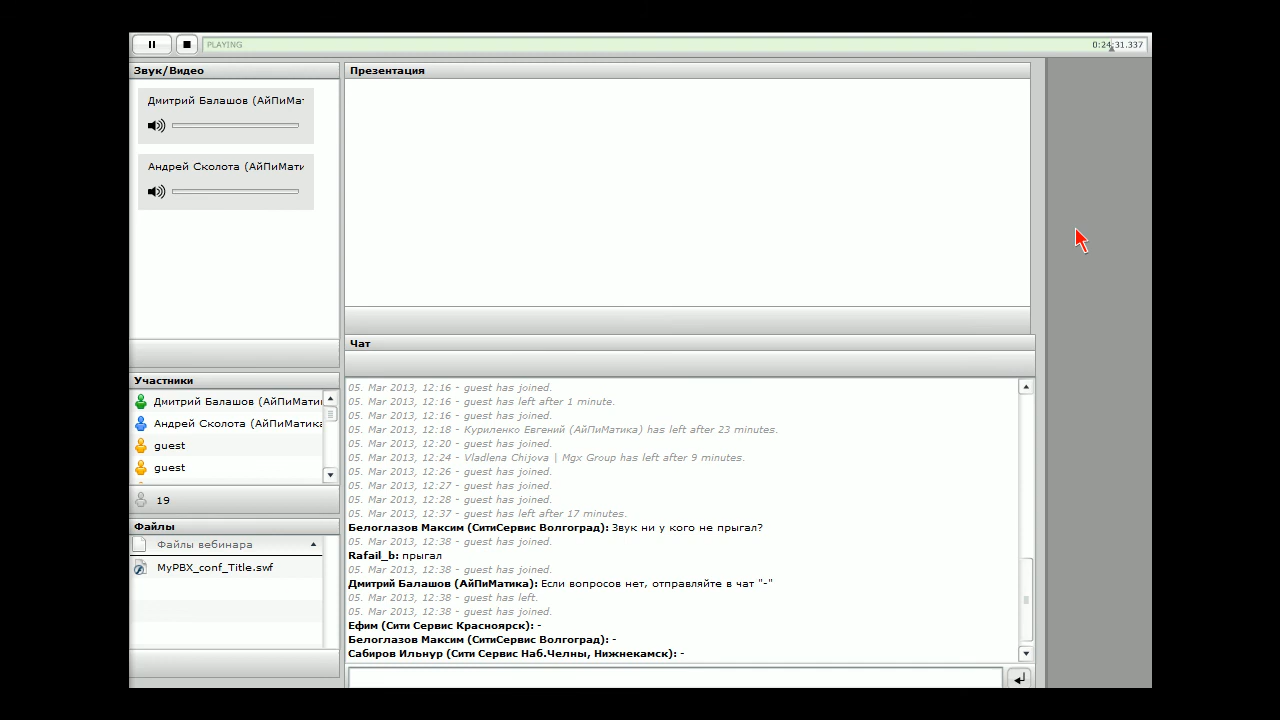 PLAYING
0:24:31.337
Звук/Видео
Дмитрий Балашов (АйПиМат
Андрей Сколота (АйПиМати
Презентация
Чат
05. Mar 2013, 12:16 - guest has joined.
05. Mar 2013, 12:16 - guest has left after 1 minute.
05. Mar 2013, 12:16 - guest has joined.
05. Mar 2013, 12:18 - Куриленко Евгений (АйПиМатика) has left after 23 minutes.
05. Mar 2013, 12:20 - guest has joined.
05. Mar 2013, 12:24 - Vladlena Chijova | Mgx Group has left after 9 minutes.
05. Mar 2013, 12:26 - guest has joined.
05. Mar 2013, 12:27 - guest has joined.
05. Mar 2013, 12:28 - guest has joined.
05. Mar 2013, 12:37 - guest has left after 17 minutes.
Белоглазов Максим (СитиСервис Волгоград): Звук ни у кого не прыгал?
05. Mar 2013, 12:38 - guest has joined.
Rafail_b: прыгал
05. Mar 2013, 12:38 - guest has joined.
Дмитрий Балашов (АйПиМатика): Если вопросов нет, отправляйте в чат "-"
05. Mar 2013, 12:38 - guest has left.
05. Mar 2013, 12:38 - guest has joined.
Ефим (Сити Сервис Красноярск): -
Белоглазов Максим (СитиСервис Волгоград): -
Сабиров Ильнур (Сити Сервис Наб.Челны, Нижнекамск): -
Участники
Дмитрий Балашов (АйПиМати
Андрей Сколота (АйПиМатика
guest
guest
19
Файлы
Файлы вебинара
MyPBX_conf_Title.swf